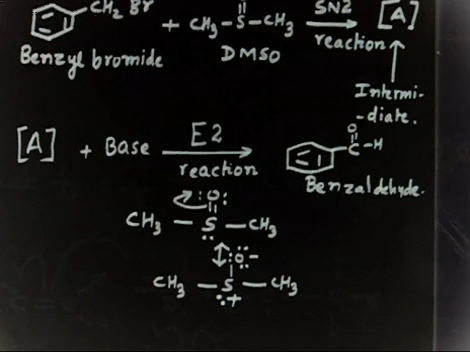 CH2 Br + CH3-S-CH3 SN2 [A]
O
Benzyl bromide DMSO reaction
Intermi-
-diate.
[A] + Base E2 C-H
O
reaction
Benzaldehyde.
:O:
CH3 - S - CH3
:O:-
CH3 - S - CH3
+